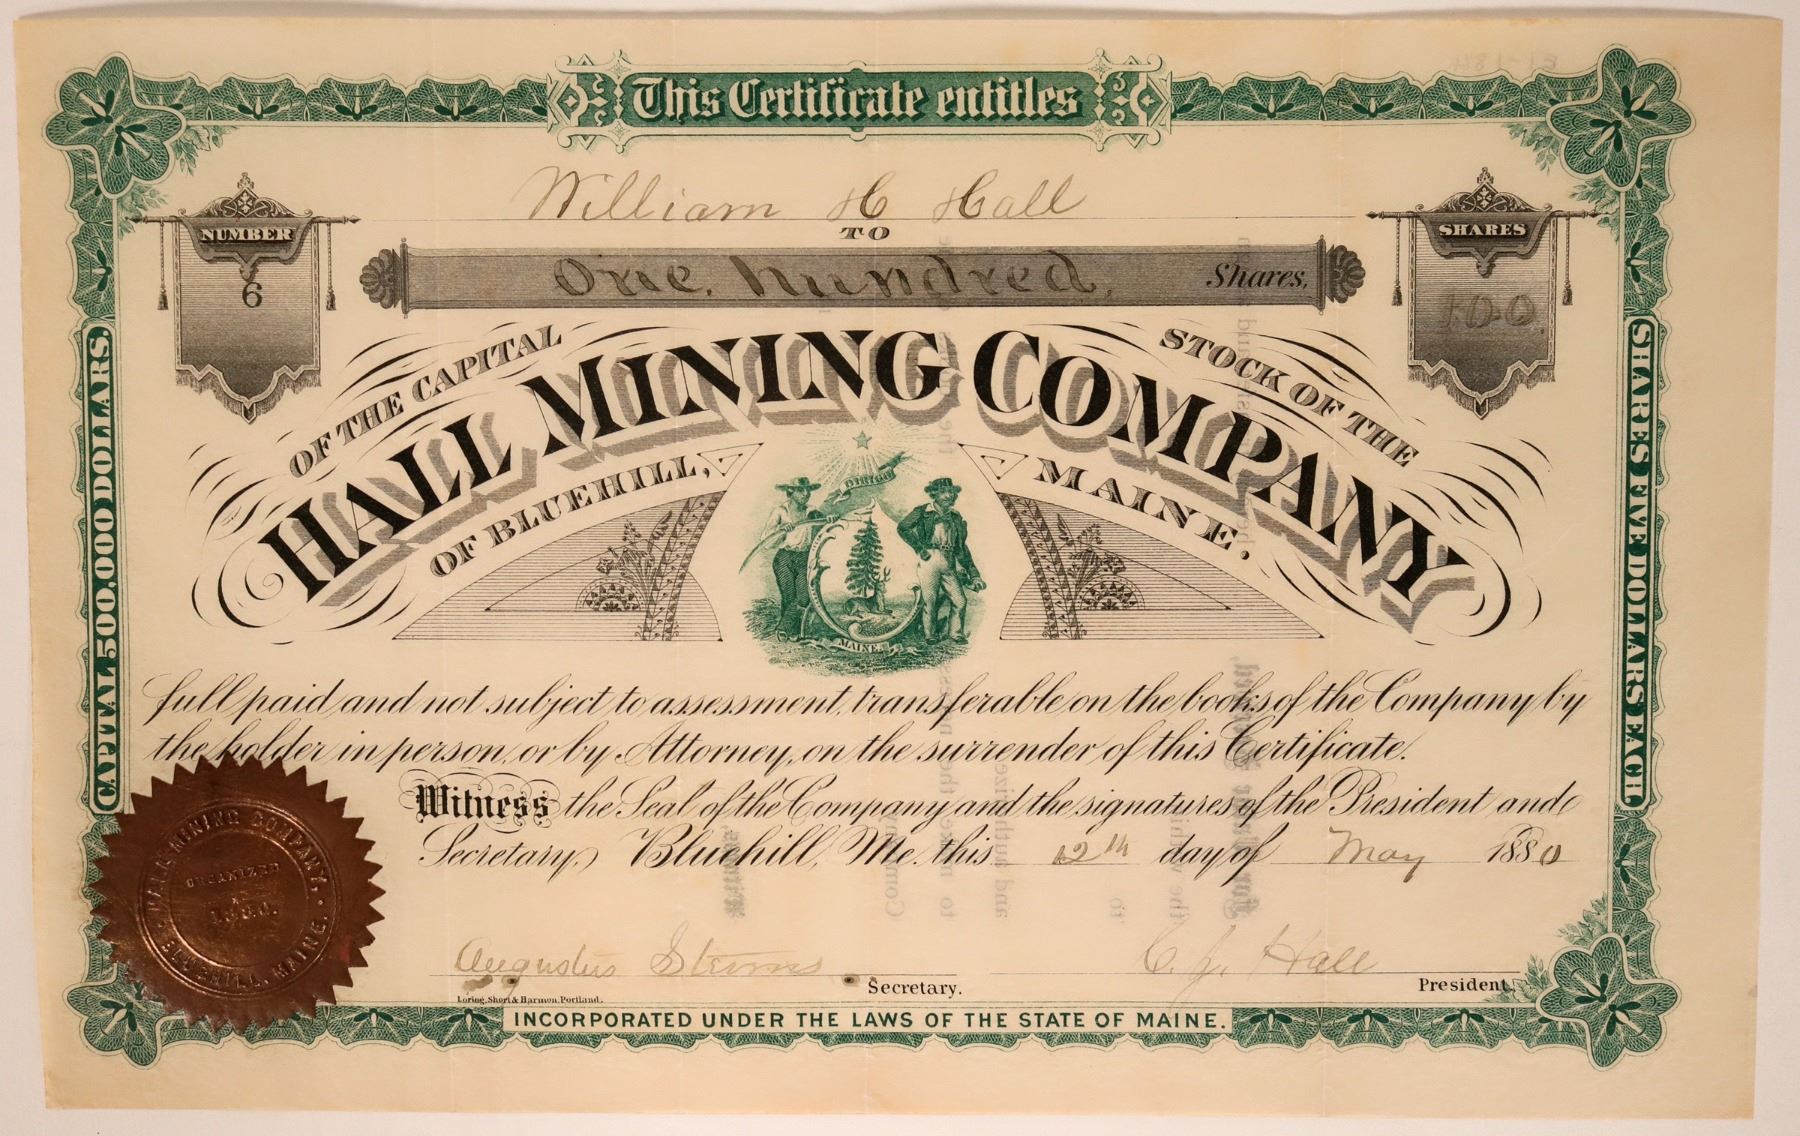 This Certificate entitles
William H Hall
TO
NUMBER
6
One Hundred Shares,
SHARES
100.
OF THE CAPITAL STOCK OF THE
HALL MINING COMPANY
OF BLUEHILL, MAINE.
DIRIGO
MAINE.
CAPITAL 500,000 DOLLARS.
SHARES FIVE DOLLARS EACH
full paid and not subject to assessment, transferable on the books of the Company by
the holder in person, or by Attorney, on the surrender of this Certificate.
Witness the Seal of the Company and the signatures of the President and
Secretary, Bluehill, Me. this 12th day of May 1880
HALL MINING COMPANY,
ORGANIZED
1880.
BLUEHILL, MAINE.
Augustus Stevens Secretary.
C. J. Hall President.
Loring, Short & Harmon, Portland.
INCORPORATED UNDER THE LAWS OF THE STATE OF MAINE.